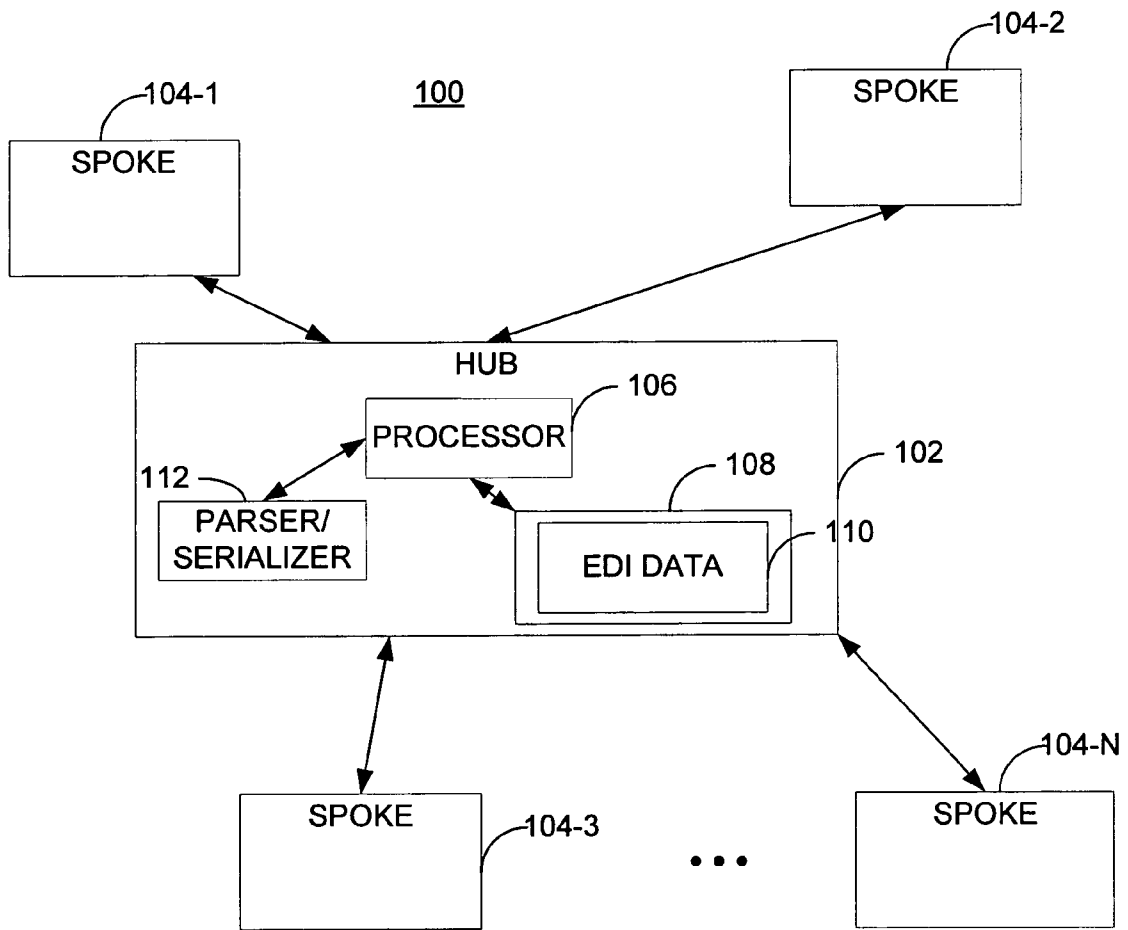 104-2
104-1
100
SPOKE
SPOKE
HUB
106
PROCESSOR
102
108
112
PARSER/
SERIALIZER
110
EDI DATA
104-N
SPOKE
SPOKE
104-3
•••